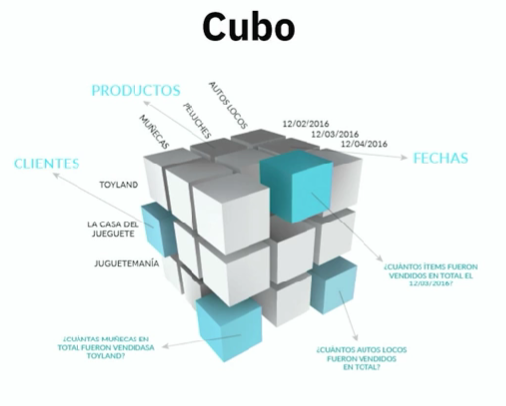 Cubo
PRODUCTOS
MUÑECAS
PELUCHES
AUTOS LOCOS
12/02/2016
12/03/2016
12/04/2016
FECHAS
CLIENTES
TOYLAND
LA CASA DEL
JUEGUETE
JUGUETEMANÍA
¿CUÁNTOS ÍTEMS FUERON
VENDIDOS EN TOTAL EL
12/03/2016?
¿CUÁNTAS MUÑECAS EN
TOTAL FUERON VENDIDASA
TOYLAND?
¿CUÁNTOS AUTOS LOCOS
FUERON VENDIDOS
EN TOTAL?